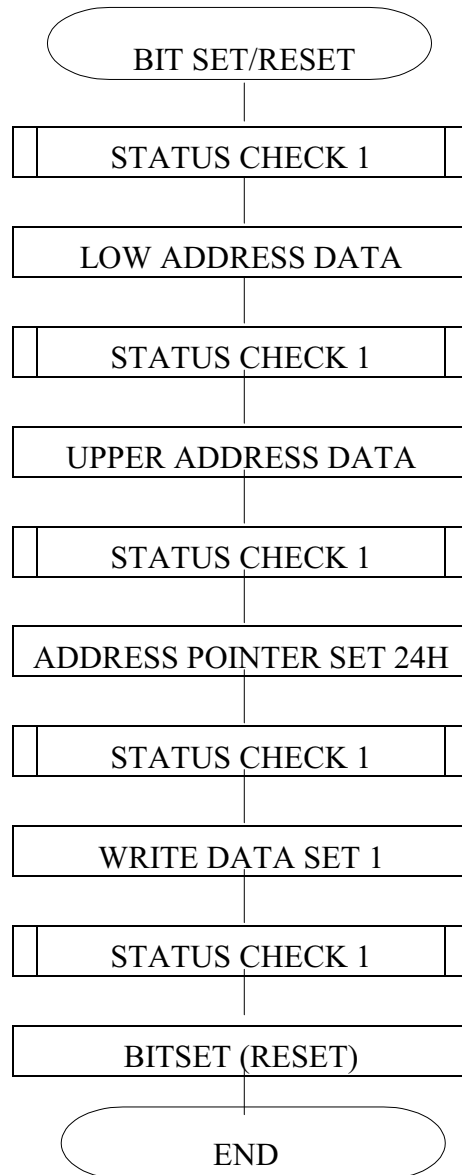 BIT SET/RESET
STATUS CHECK 1
LOW ADDRESS DATA
STATUS CHECK 1
UPPER ADDRESS DATA
STATUS CHECK 1
ADDRESS POINTER SET 24H
STATUS CHECK 1
WRITE DATA SET 1
STATUS CHECK 1
BITSET (RESET)
END